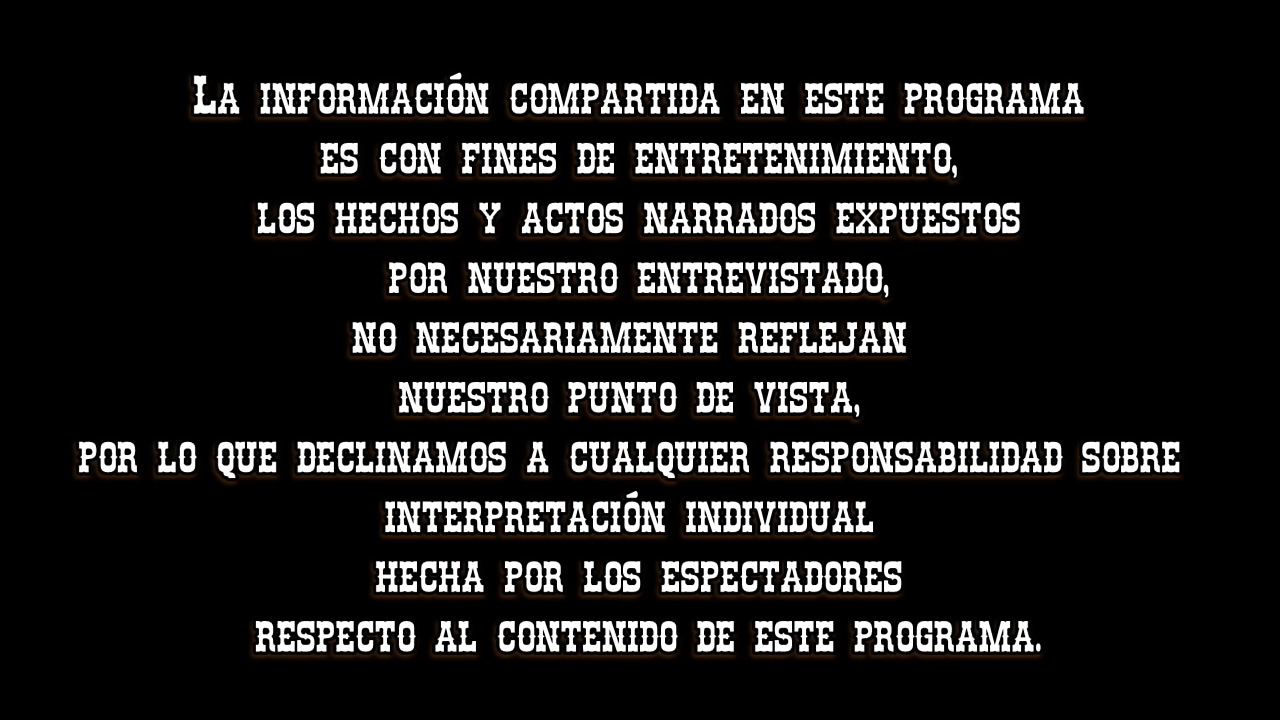 La información compartida en este programa
es con fines de entretenimiento,
los hechos y actos narrados expuestos
por nuestro entrevistado,
no necesariamente reflejan
nuestro punto de vista,
por lo que declinamos a cualquier responsabilidad sobre
interpretación individual
hecha por los espectadores
respecto al contenido de este programa.